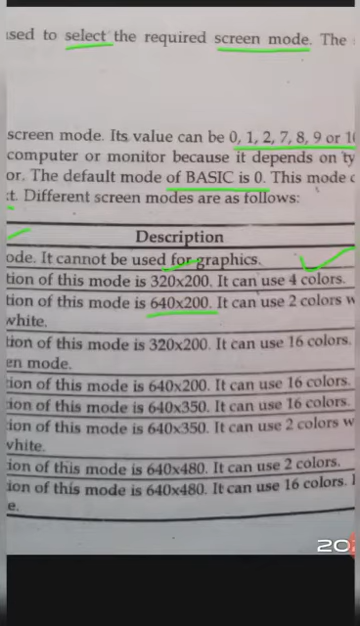 used to select the required screen mode. The
screen mode. Its value can be 0, 1, 2, 7, 8, 9 or 10
computer or monitor because it depends on ty
or. The default mode of BASIC is 0. This mode c
t. Different screen modes are as follows:
Description
ode. It cannot be used for graphics.
tion of this mode is 320x200. It can use 4 colors.
tion of this mode is 640x200. It can use 2 colors w
white.
tion of this mode is 320x200. It can use 16 colors.
en mode.
tion of this mode is 640x200. It can use 16 colors.
tion of this mode is 640x350. It can use 16 colors.
tion of this mode is 640x350. It can use 2 colors w
white.
tion of this mode is 640x480. It can use 2 colors.
tion of this mode is 640x480. It can use 16 colors.
e.
20